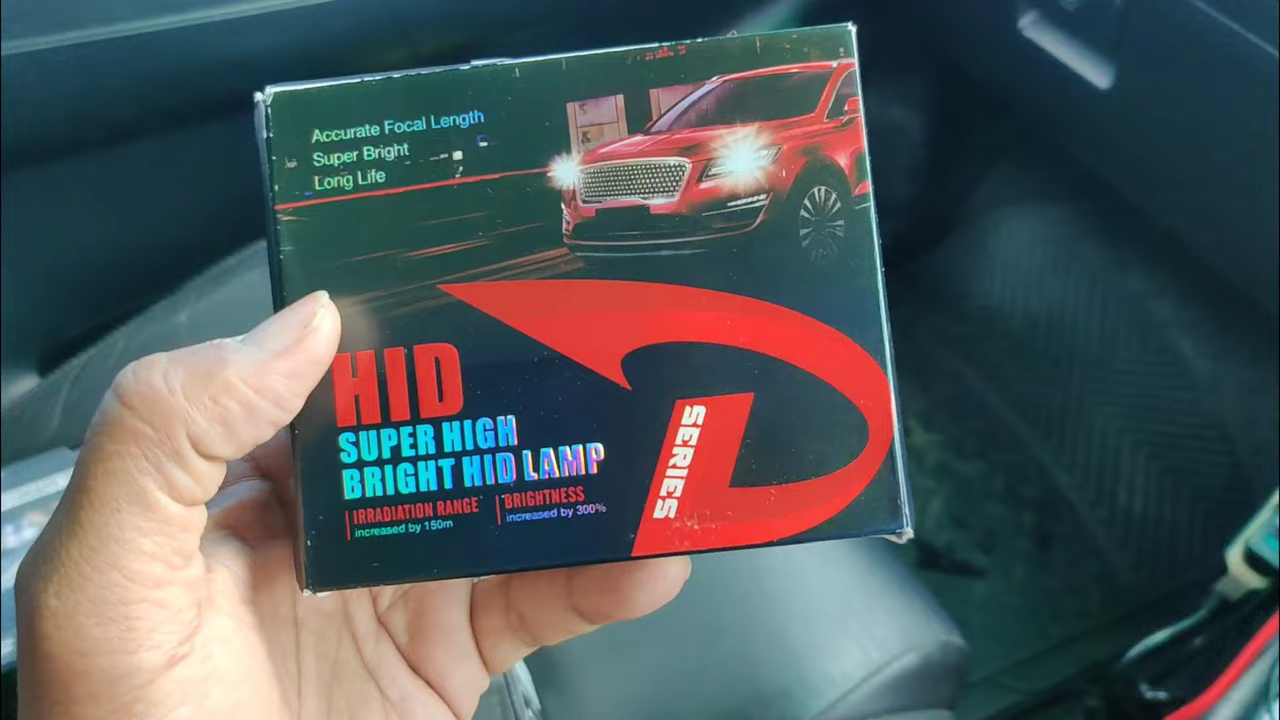 Accurate Focal Length
Super Bright
Long Life
HID
SUPER HIGH
BRIGHT HID LAMP
IRRADIATION RANGE
increased by 150m
BRIGHTNESS
increased by 300%
D
SERIES